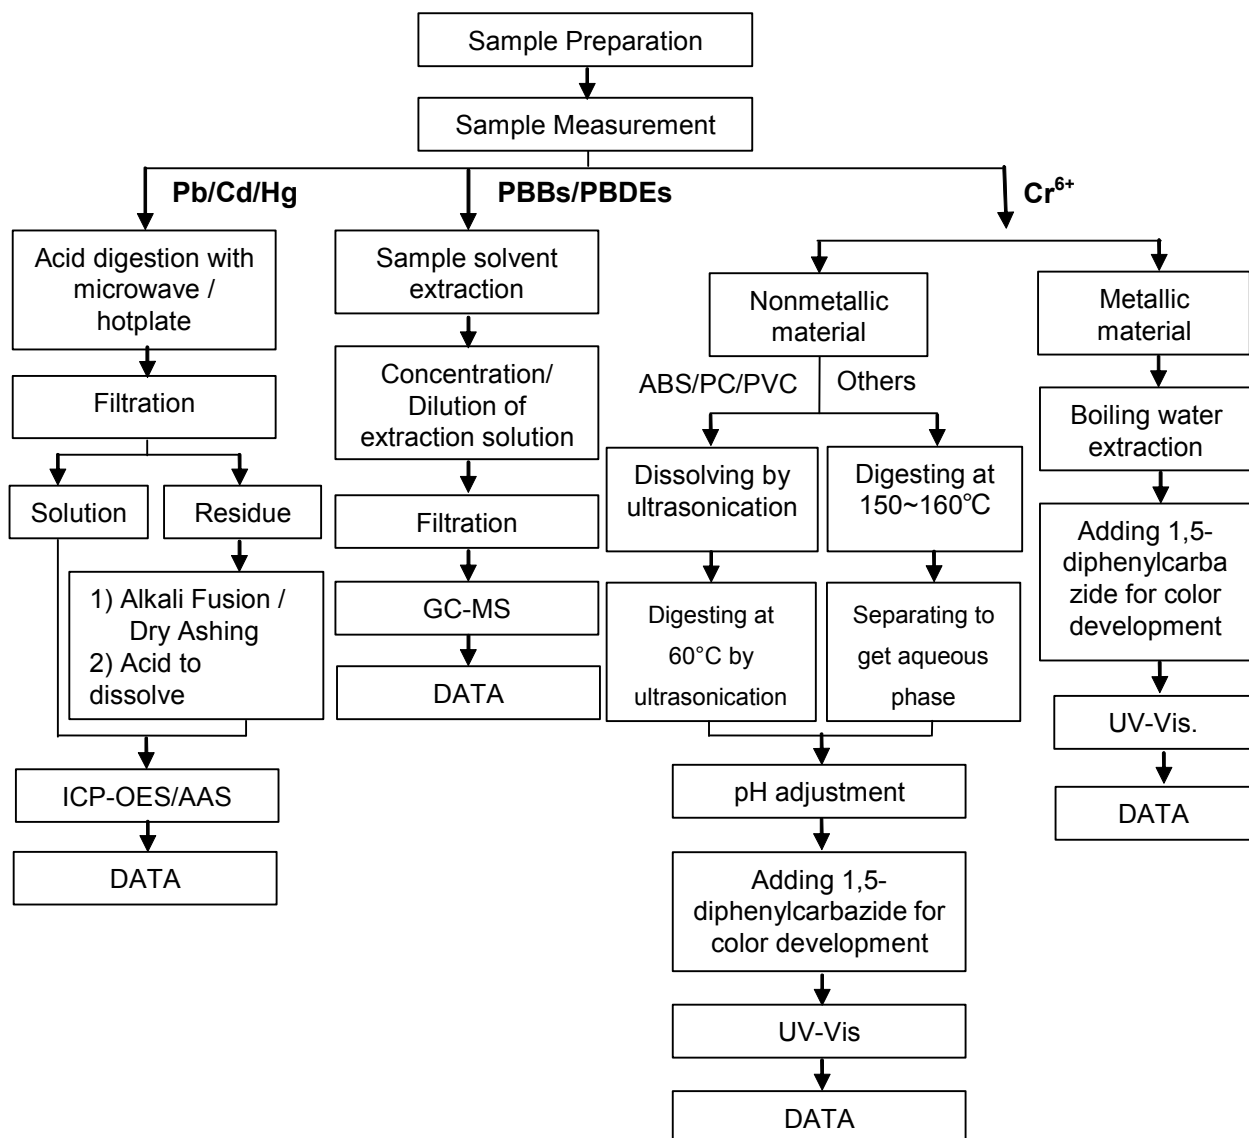 Sample Preparation
Sample Measurement
Pb/Cd/Hg
PBBs/PBDEs
Cr6+
Acid digestion with
microwave /
hotplate
Filtration
Solution
Residue
1) Alkali Fusion /
Dry Ashing
2) Acid to
dissolve
ICP-OES/AAS
DATA
Sample solvent
extraction
Concentration/
Dilution of
extraction solution
Filtration
GC-MS
DATA
Nonmetallic
material
ABS/PC/PVC
Others
Dissolving by
ultrasonication
Digesting at
60°C by
ultrasonication
Digesting at
150~160℃
Separating to
get aqueous
phase
pH adjustment
Adding 1,5-
diphenylcarbazide for
color development
UV-Vis
DATA
Metallic
material
Boiling water
extraction
Adding 1,5-
diphenylcarba
zide for color
development
UV-Vis.
DATA